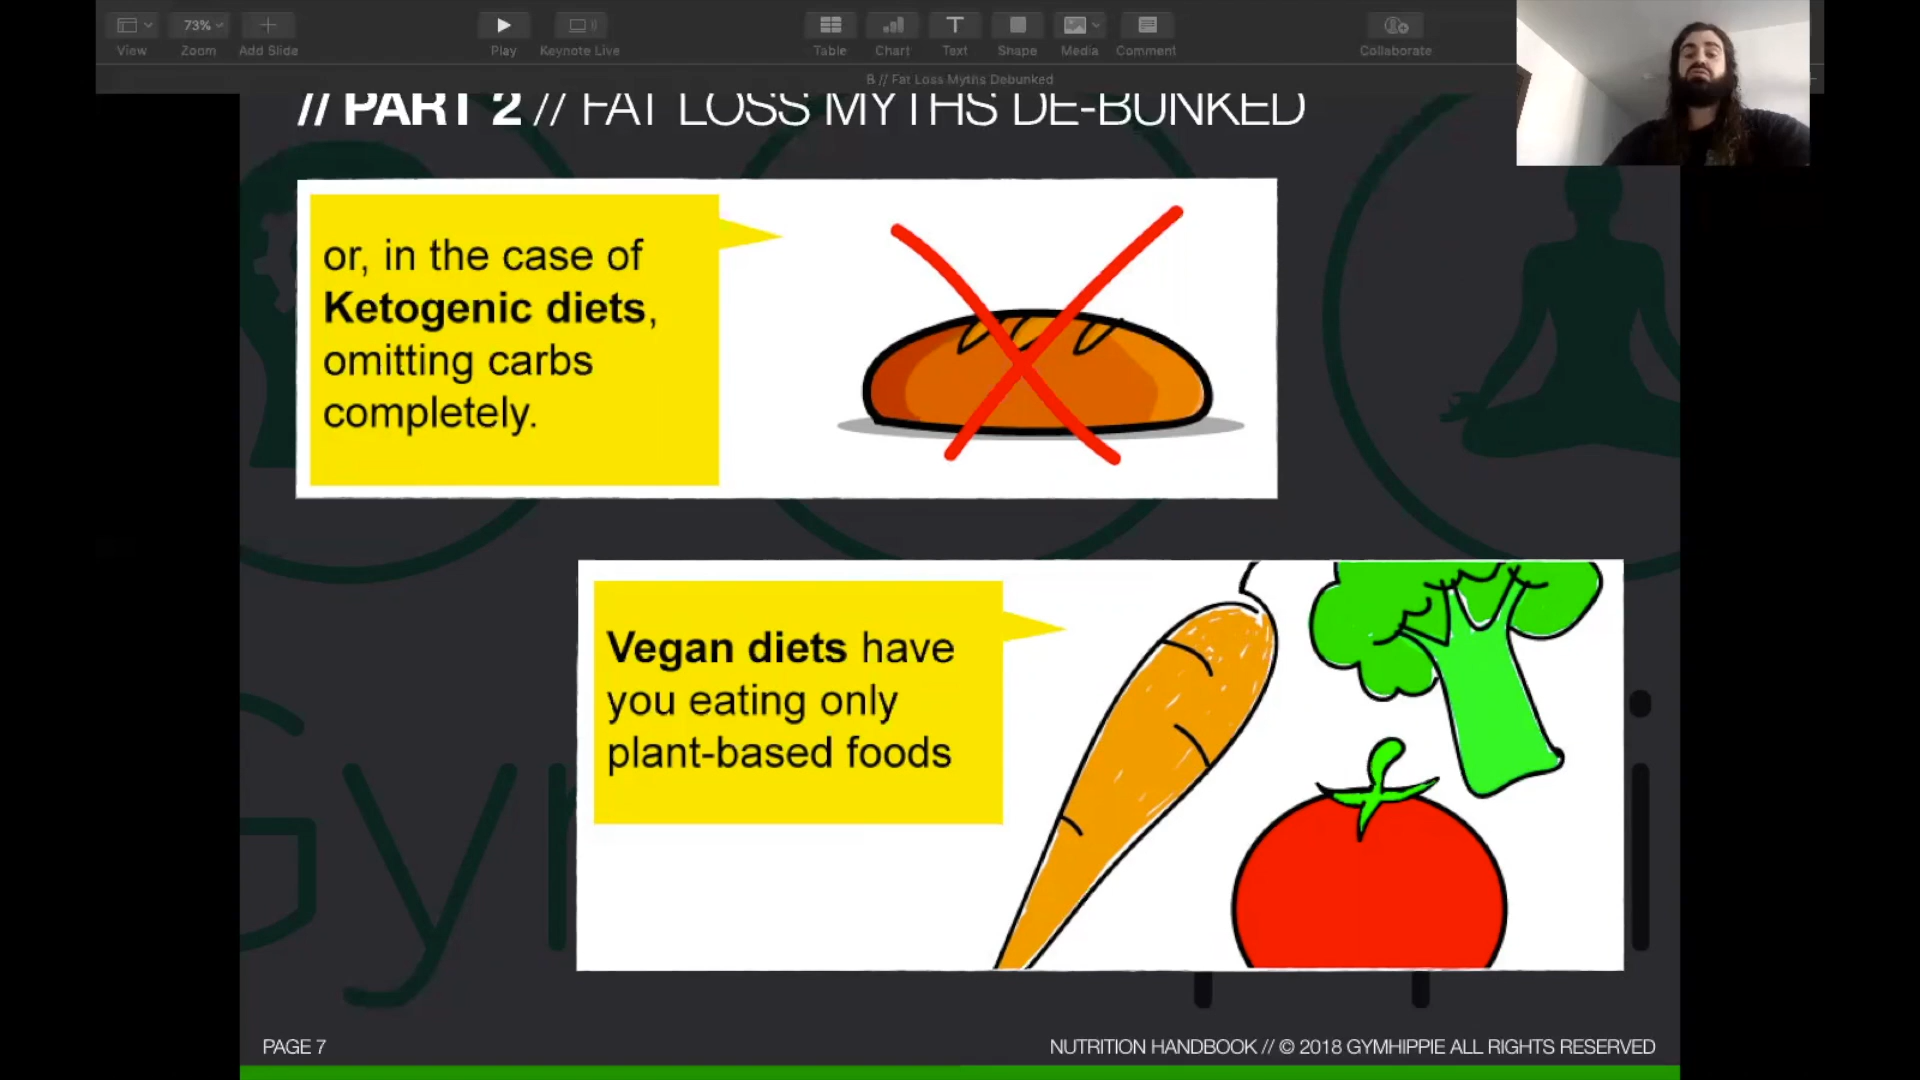 73%
View
Zoom
Add Slide
Play
Keynote Live
Table
Chart
Text
Shape
Media
Comment
Collaborate
B // Fat Loss Myths Debunked
// PART 2 // FAT LOSS MYTHS DE-BUNKED
or, in the case of
Ketogenic diets,
omitting carbs
completely.
Vegan diets have
you eating only
plant-based foods
PAGE 7
NUTRITION HANDBOOK // © 2018 GYMHIPPIE ALL RIGHTS RESERVED